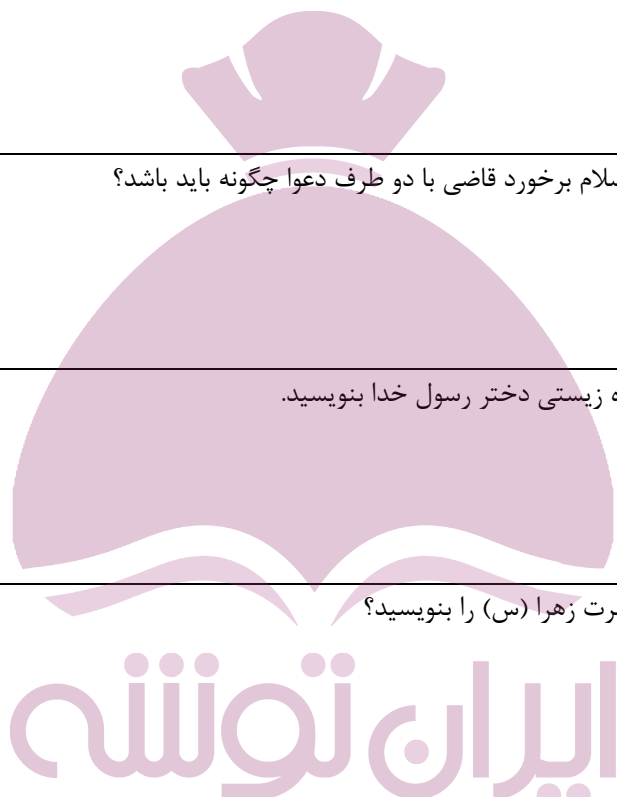 سلام برخورد قاضی با دو طرف دعوا چگونه باید باشد؟
ه زیستی دختر رسول خدا بنویسید.
رت زهرا (س) را بنویسید؟
ایران توشه